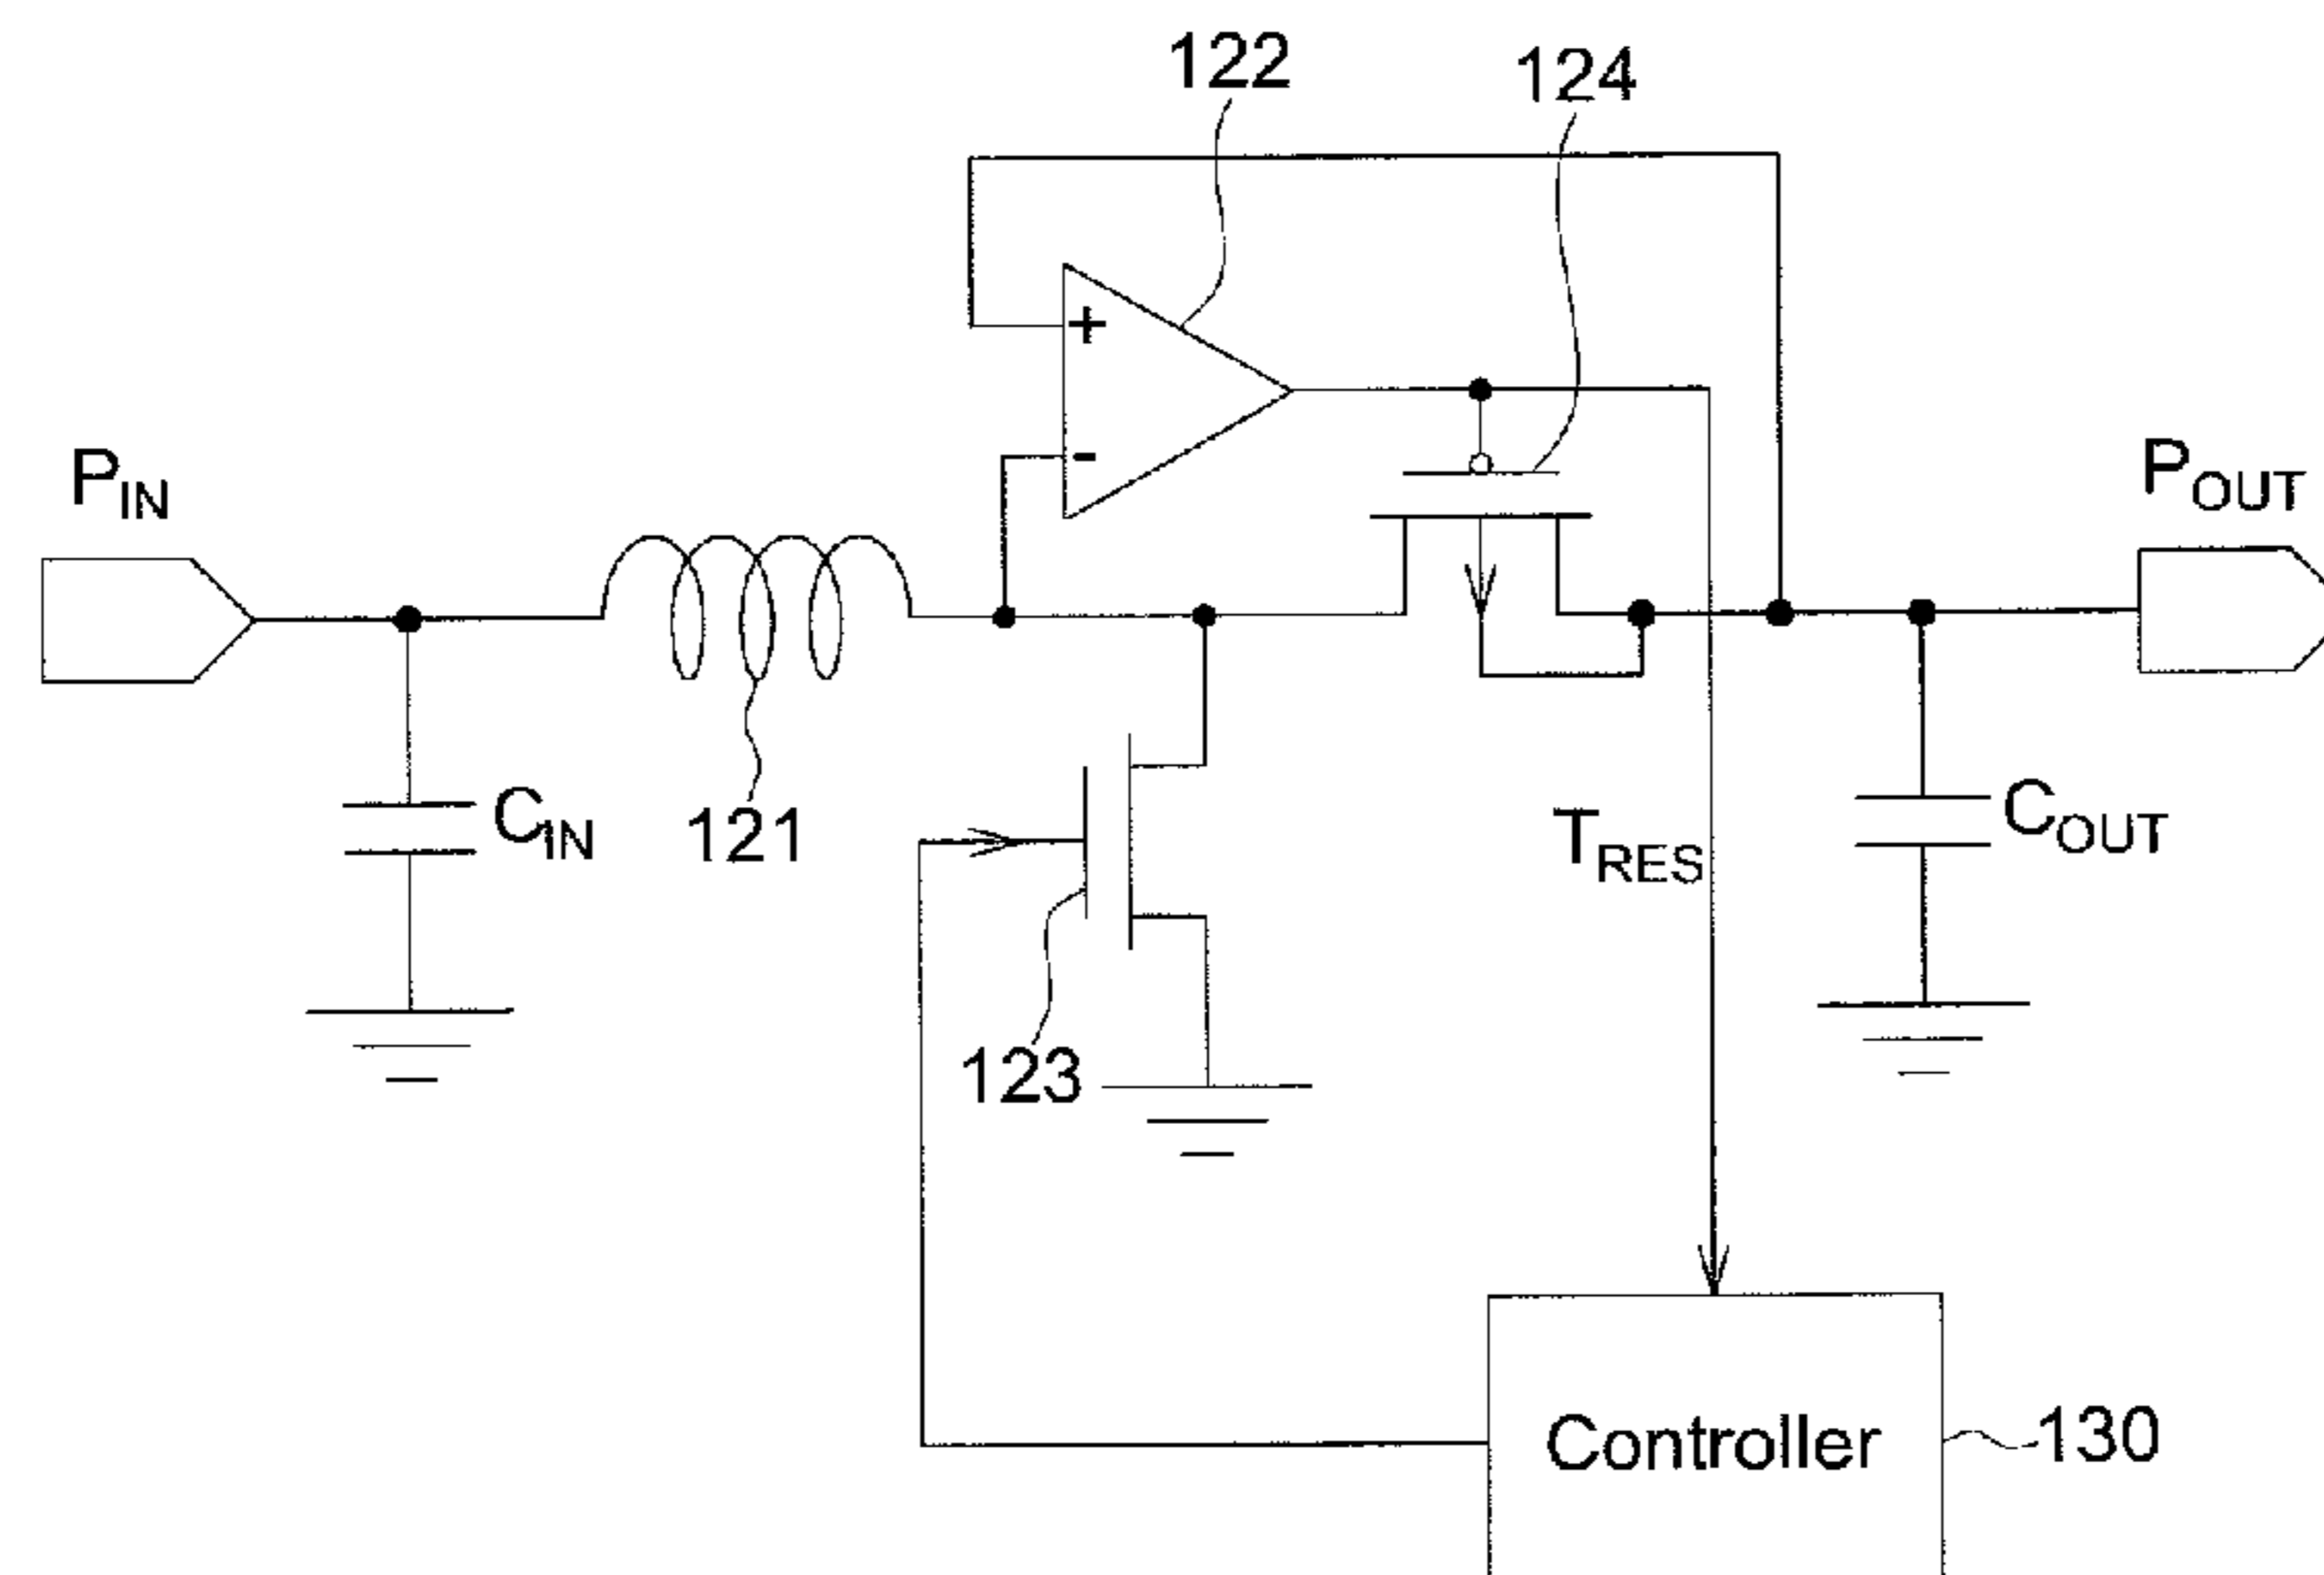 122
124
+
-
P_IN
P_OUT
C_IN
121
T_RES
C_OUT
123
Controller
130